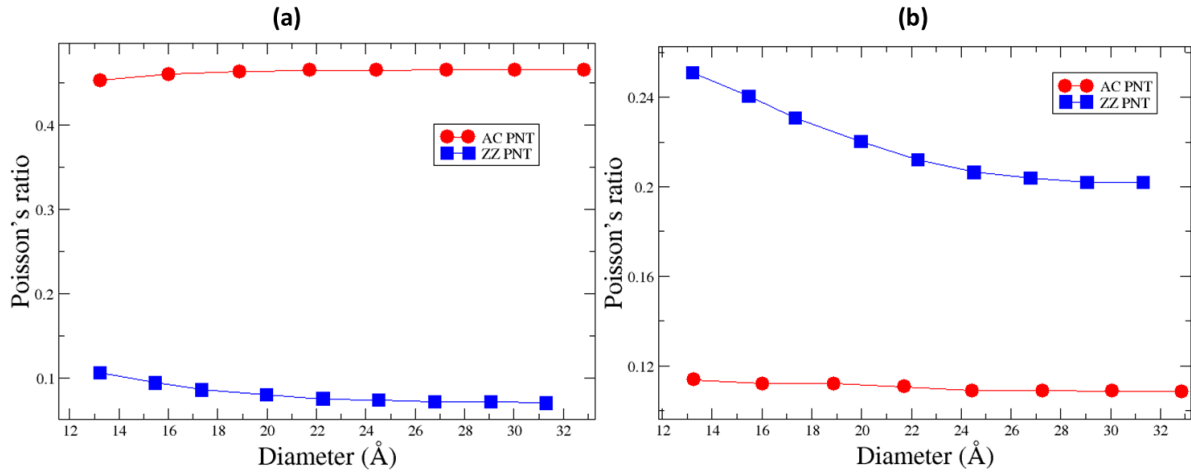 (a)
Poisson's ratio
0.4
0.3
0.2
0.1
AC PNT
ZZ PNT
12 14 16 18 20 22 24 26 28 30 32
Diameter (Å)
(b)
Poisson's ratio
0.24
0.2
0.16
0.12
AC PNT
ZZ PNT
12 14 16 18 20 22 24 26 28 30 32
Diameter (Å)